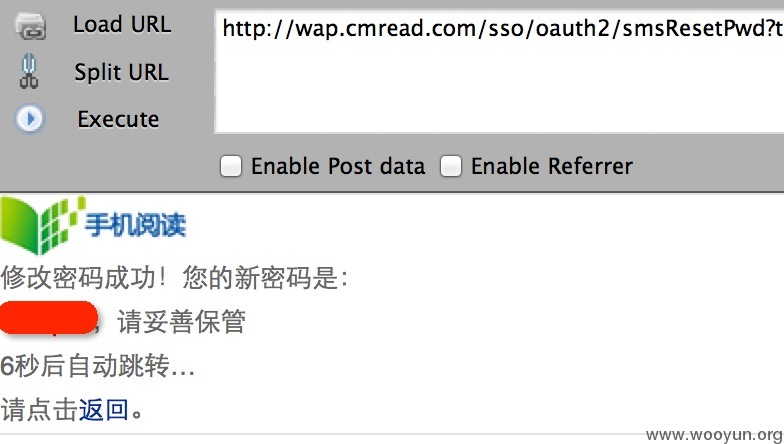 Load URL
http://wap.cmread.com/sso/oauth2/smsResetPwd?t
Split URL
Execute
Enable Post data
Enable Referrer
手机阅读
修改密码成功！您的新密码是：
，请妥善保管
6秒后自动跳转...
请点击返回。
www.wooyun.org